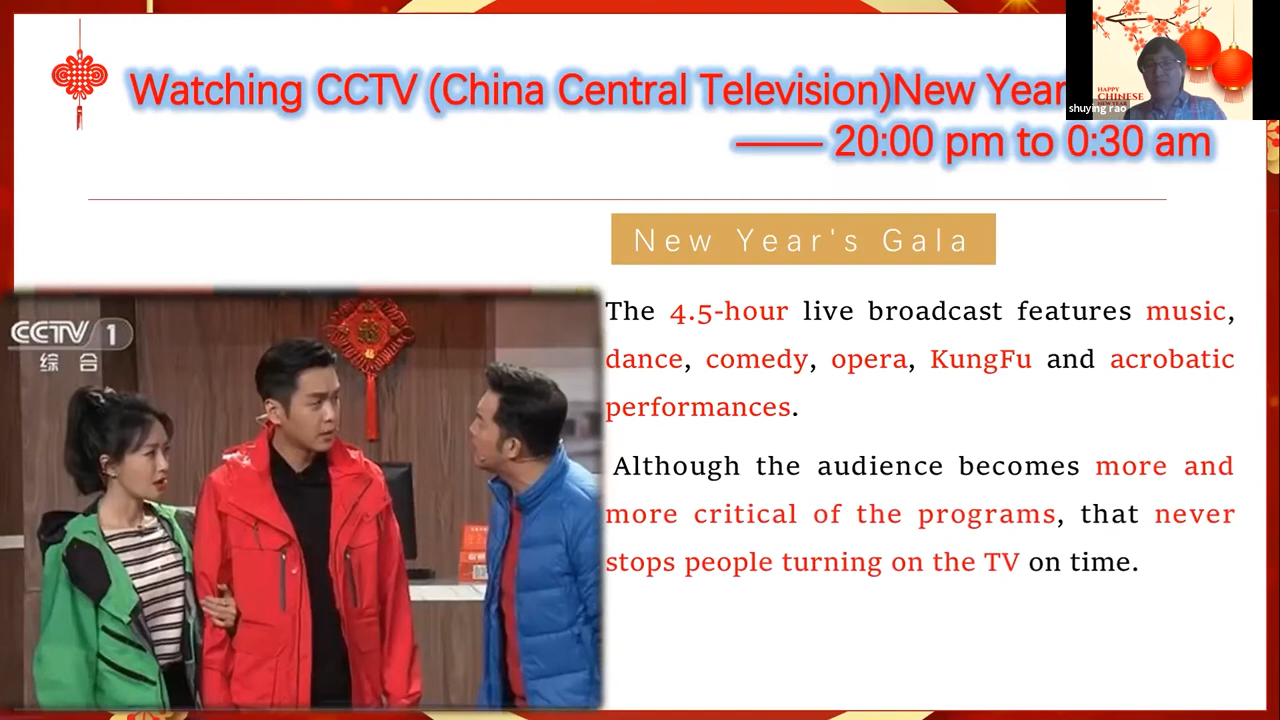 Watching CCTV (China Central Television)New Year
—— 20:00 pm to 0:30 am
HAPPY
CHINESE
NEW YEAR
shuying rao
New Year's Gala
The 4.5-hour live broadcast features music,
dance, comedy, opera, KungFu and acrobatic
performances.
Although the audience becomes more and
more critical of the programs, that never
stops people turning on the TV on time.
CCTV 1
综合